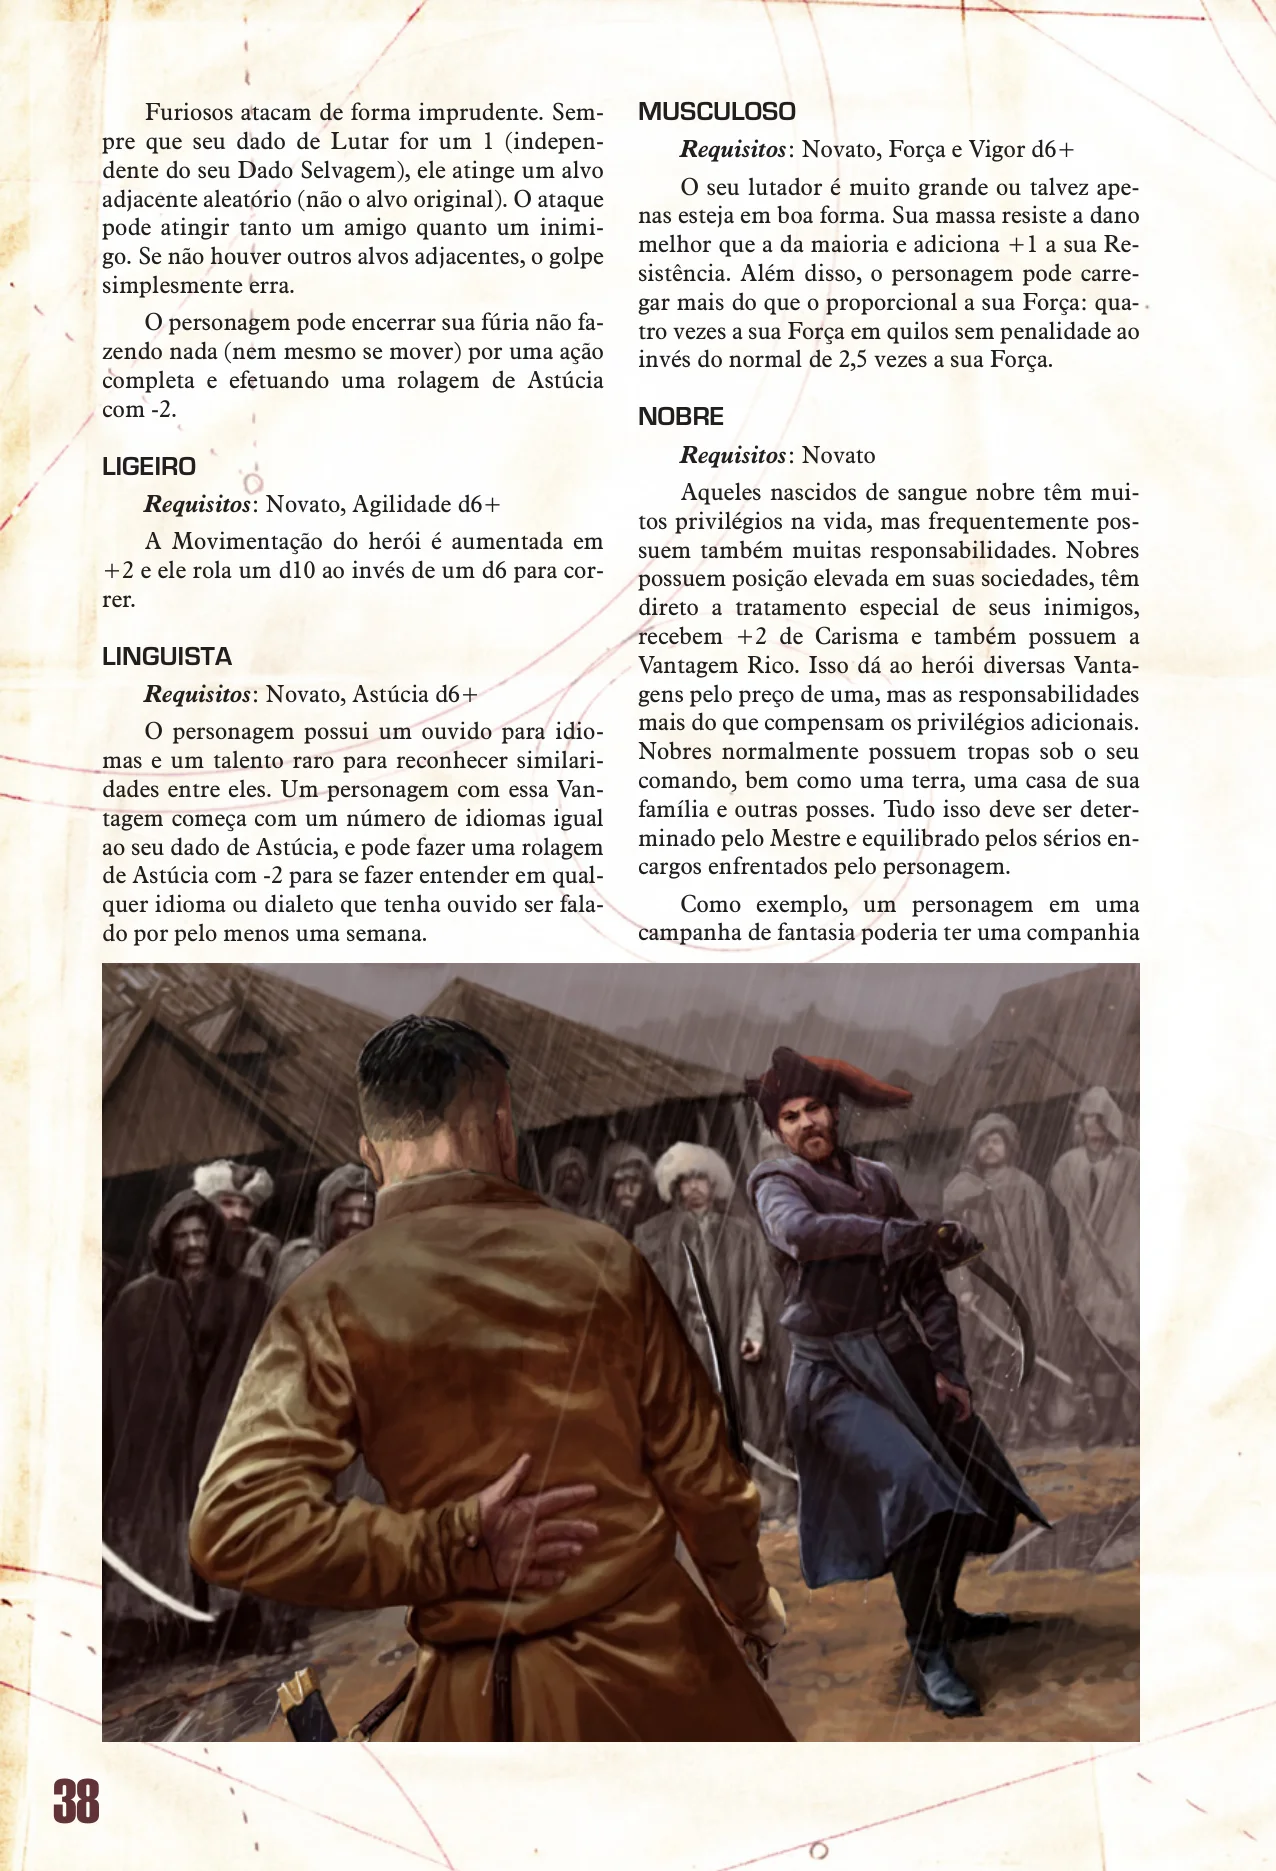 Furiosos atacam de forma imprudente. Sem-
pre que seu dado de Lutar for um 1 (indepen-
dente do seu Dado Selvagem), ele atinge um alvo
adjacente aleatório (não o alvo original). O ataque
pode atingir tanto um amigo quanto um inimi-
go. Se não houver outros alvos adjacentes, o golpe
simplesmente erra.
O personagem pode encerrar sua fúria não fa-
zendo nada (nem mesmo se mover) por uma ação
completa e efetuando uma rolagem de Astúcia
com -2.
LIGEIRO
Requisitos: Novato, Agilidade d6+
A Movimentação do herói é aumentada em
+2 e ele rola um d10 ao invés de um d6 para cor-
rer.
LINGUISTA
Requisitos: Novato, Astúcia d6+
O personagem possui um ouvido para idio-
mas e um talento raro para reconhecer similari-
dades entre eles. Um personagem com essa Van-
tagem começa com um número de idiomas igual
ao seu dado de Astúcia, e pode fazer uma rolagem
de Astúcia com -2 para se fazer entender em qual-
quer idioma ou dialeto que tenha ouvido ser fala-
do por pelo menos uma semana.
MUSCULOSO
Requisitos: Novato, Força e Vigor d6+
O seu lutador é muito grande ou talvez ape-
nas esteja em boa forma. Sua massa resiste a dano
melhor que a da maioria e adiciona +1 a sua Re-
sistência. Além disso, o personagem pode carre-
gar mais do que o proporcional a sua Força: qua-
tro vezes a sua Força em quilos sem penalidade ao
invés do normal de 2,5 vezes a sua Força.
NOBRE
Requisitos: Novato
Aqueles nascidos de sangue nobre têm mui-
tos privilégios na vida, mas frequentemente pos-
suem também muitas responsabilidades. Nobres
possuem posição elevada em suas sociedades, têm
direto a tratamento especial de seus inimigos,
recebem +2 de Carisma e também possuem a
Vantagem Rico. Isso dá ao herói diversas Vanta-
gens pelo preço de uma, mas as responsabilidades
mais do que compensam os privilégios adicionais.
Nobres normalmente possuem tropas sob o seu
comando, bem como uma terra, uma casa de sua
família e outras posses. Tudo isso deve ser deter-
minado pelo Mestre e equilibrado pelos sérios en-
cargos enfrentados pelo personagem.
Como exemplo, um personagem em uma
campanha de fantasia poderia ter uma companhia
38